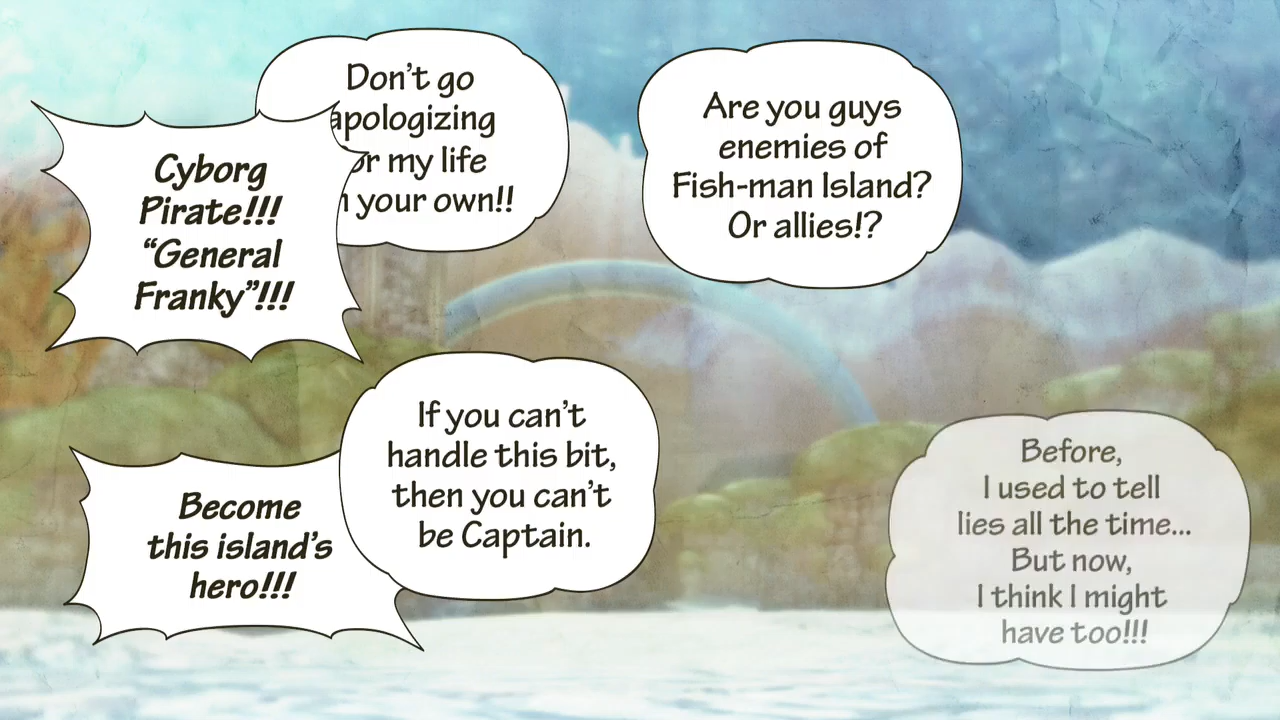 Don't go
apologizing
my life
your own!!
Are you guys
enemies of
Fish-man Island?
Or allies!?
Cyborg
Pirate!!!
“General
Franky”!!!
If you can't
handle this bit,
then you can't
be Captain.
Become
this island's
hero!!!
Before,
I used to tell
lies all the time...
But now,
I think I might
have too!!!